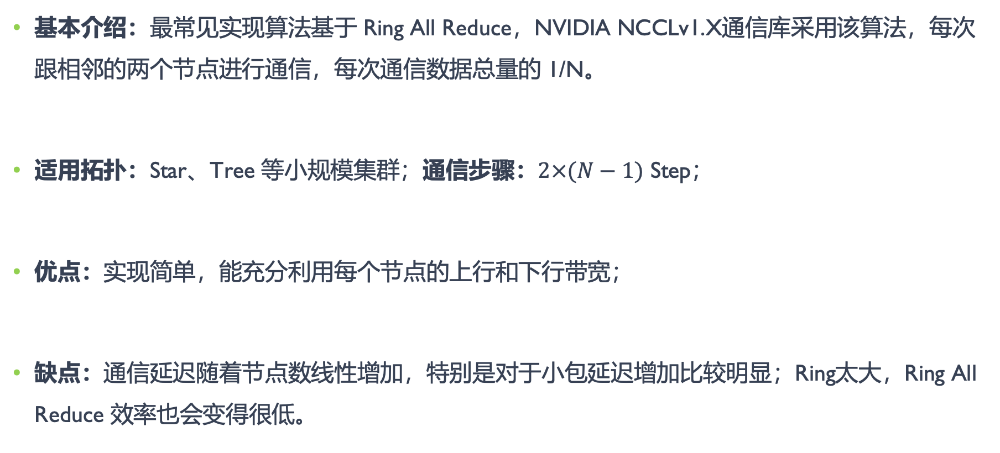 • 基本介绍：最常见实现算法基于 Ring All Reduce，NVIDIA NCCLv1.X通信库采用该算法，每次
跟相邻的两个节点进行通信，每次通信数据总量的 1/N。
• 适用拓扑：Star、Tree 等小规模集群；通信步骤：2×(N − 1) Step；
• 优点：实现简单，能充分利用每个节点的上行和下行带宽；
• 缺点：通信延迟随着节点数线性增加，特别是对于小包延迟增加比较明显；Ring太大，Ring All
Reduce 效率也会变得很低。